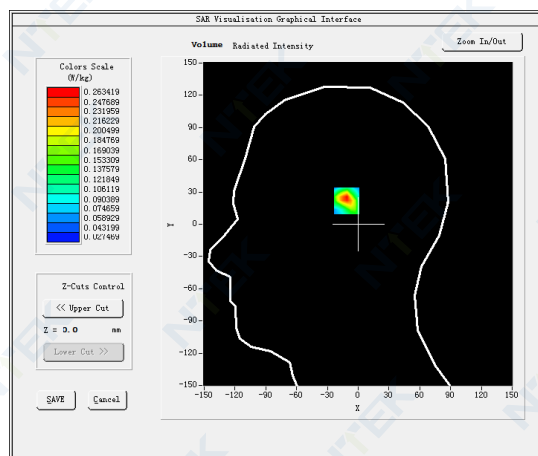 SAR Visualisation Graphical Interface
Volume Radiated Intensity
Zoom In/Out
Colors Scale
(W/kg)
0.263419
0.247689
0.231959
0.216229
0.200499
0.184769
0.169039
0.153309
0.137579
0.121849
0.106119
0.090389
0.074659
0.058929
0.043199
0.027469
Z-Cuts Control
<< Upper Cut
Z = 0.0 mm
Lower Cut >>
SAVE Cancel
150
120
90
60
30
0
-30
-60
-90
-120
-150
Y
-150 -120 -90 -60 -30 0 30 60 90 120 150
X
NTEK